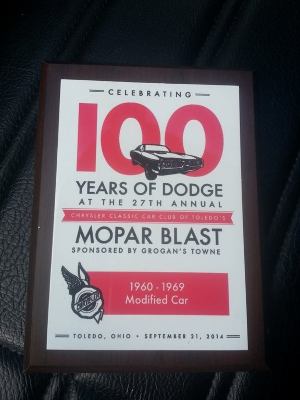 CELEBRATING
100
YEARS OF DODGE
AT THE 27TH ANNUAL
CHRYSLER CLASSIC CAR CLUB OF TOLEDO'S
MOPAR BLAST
SPONSORED BY GROGAN'S TOWNE
1960 - 1969
Modified Car
TOLEDO, OHIO • SEPTEMBER 21, 2014